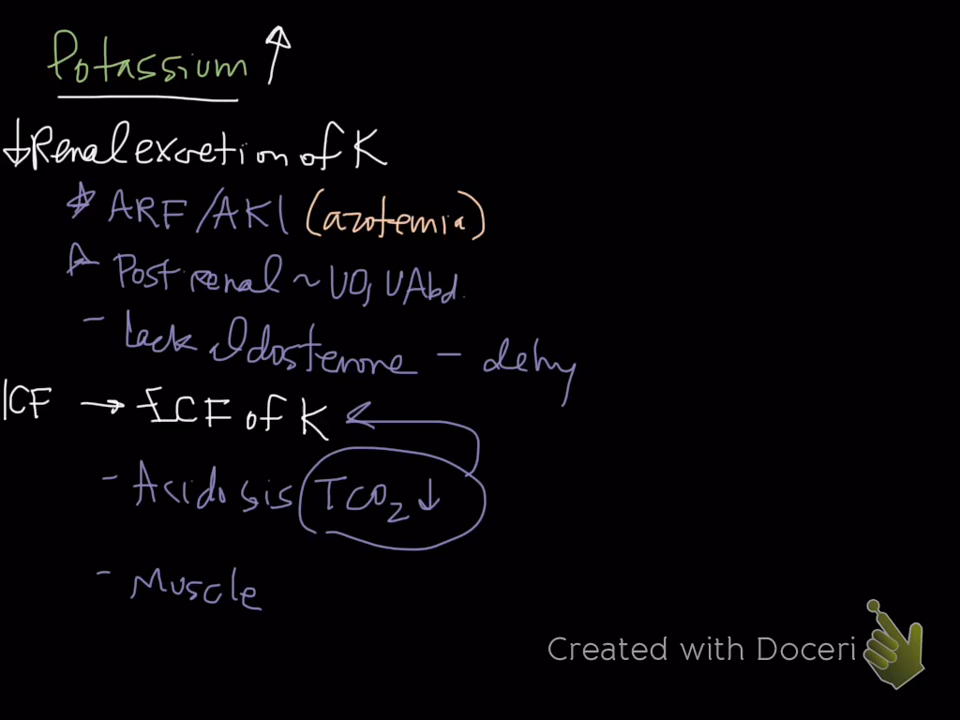 Potassium ↑
↓ Renal excretion of K
* ARF/AKI (azotemia)
Post renal ~ UO, UAbd.
- Lack Aldosterone - dehy
ICF → ECF of K
- Acidosis TCO2 ↓
- Muscle
Created with Doceri